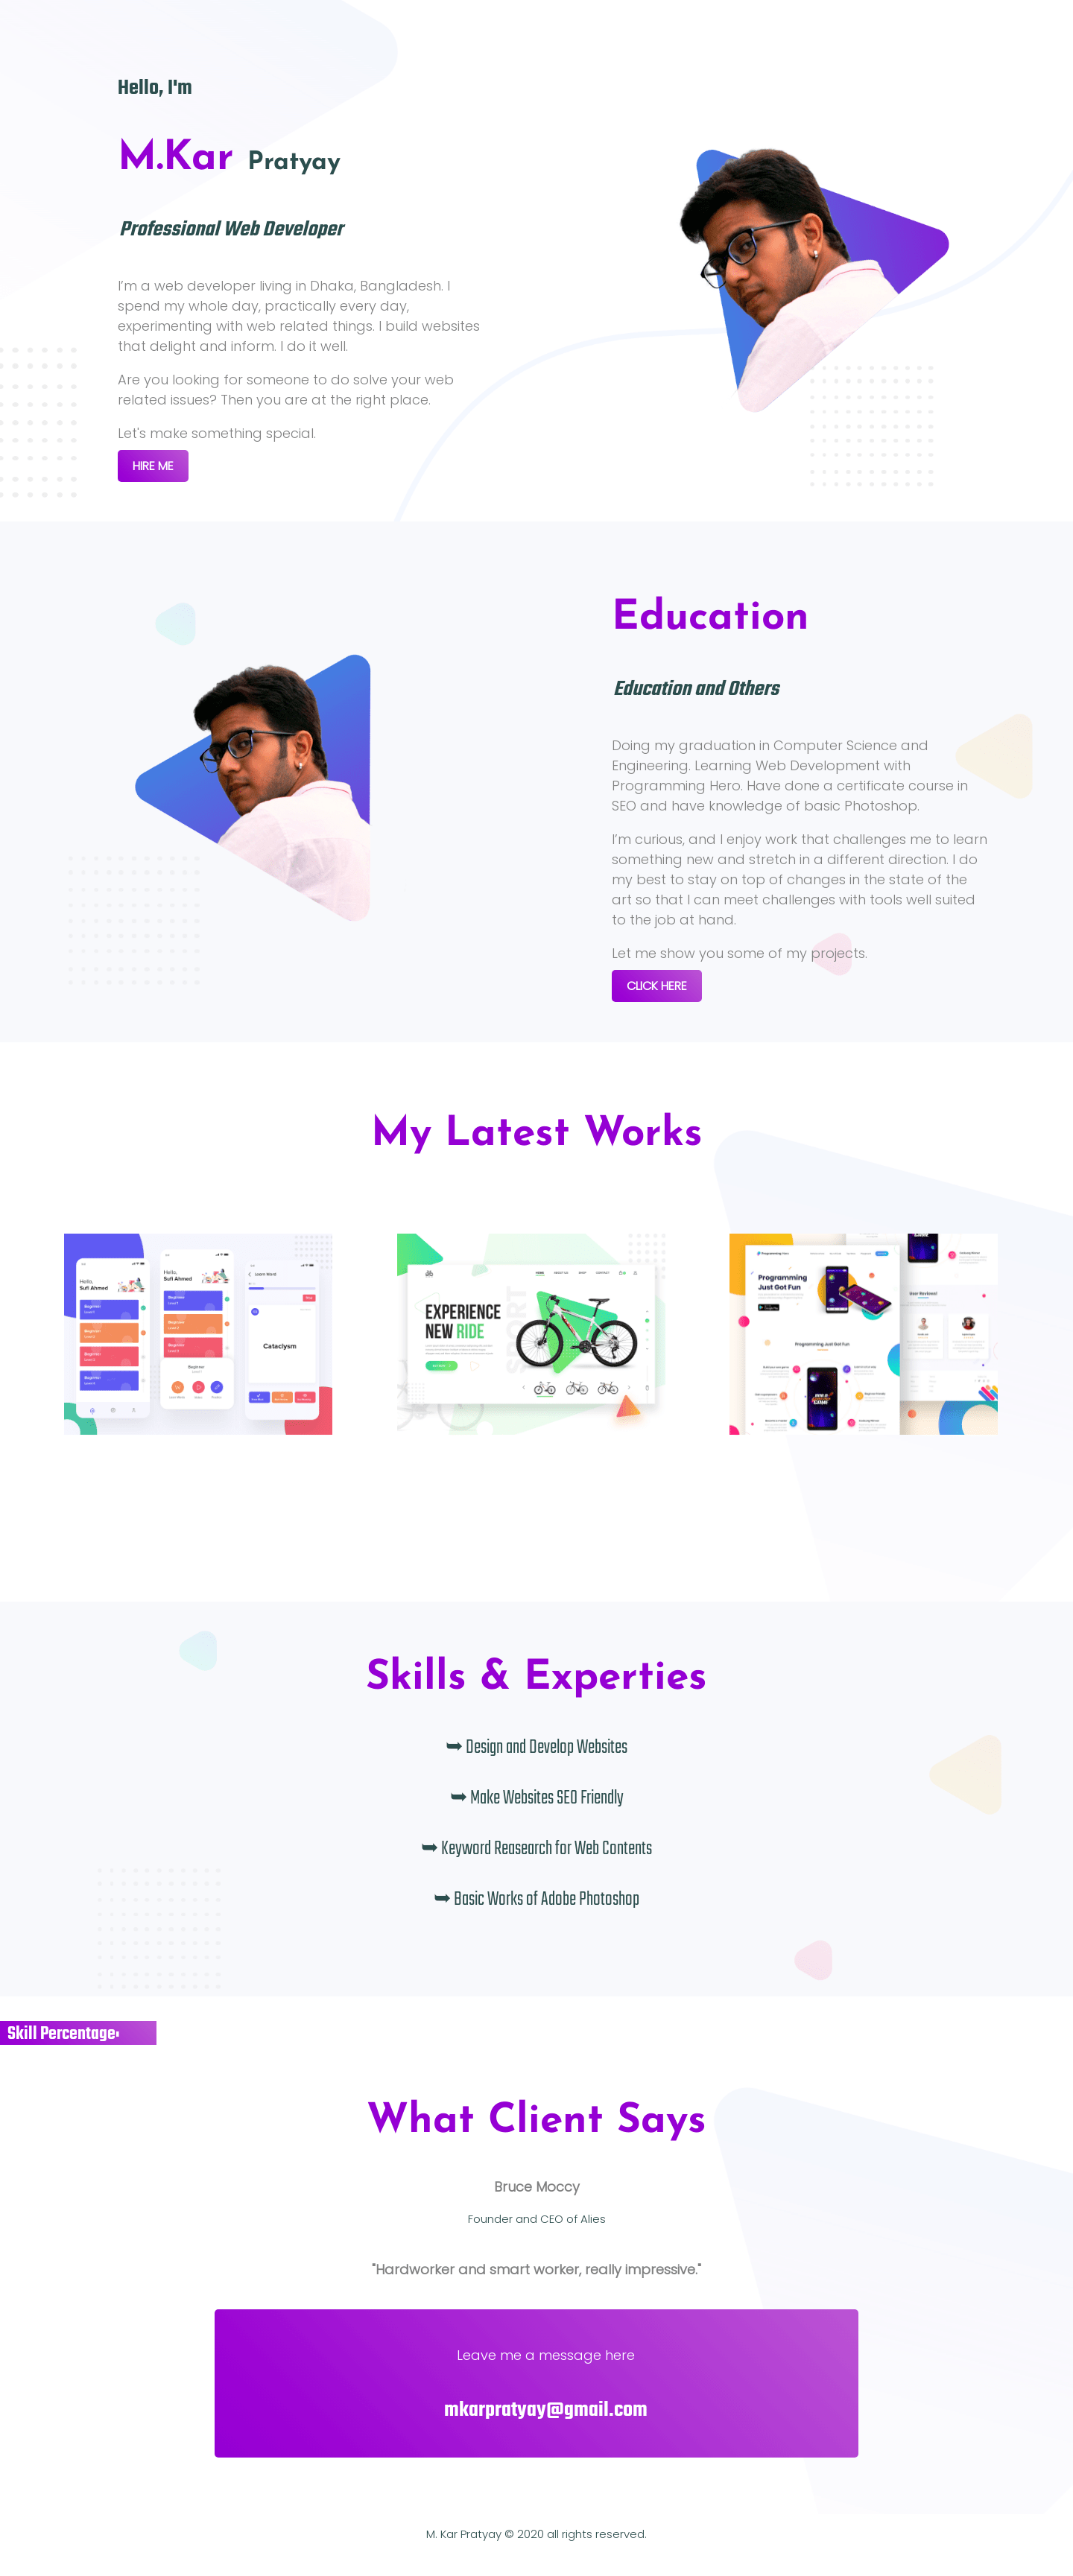 Hello, I'm
M.Kar Pratyay
Professional Web Developer
I'm a web developer living in Dhaka, Bangladesh. I
spend my whole day, practically every day,
experimenting with web related things. I build websites
that delight and inform. I do it well.
Are you looking for someone to do solve your web
related issues? Then you are at the right place.
Let's make something special.
HIRE ME
Education
Education and Others
Doing my graduation in Computer Science and
Engineering. Learning Web Development with
Programming Hero. Have done a certificate course in
SEO and have knowledge of basic Photoshop.
I'm curious, and I enjoy work that challenges me to learn
something new and stretch in a different direction. I do
my best to stay on top of changes in the state of the
art so that I can meet challenges with tools well suited
to the job at hand.
Let me show you some of my projects.
CLICK HERE
My Latest Works
Hello,
Sufi Ahmed
Hello,
Sufi Ahmed
Learn Word
Cataclysm
EXPERIENCE
NEW RIDE
SPORT
Programming Hero
Programming
Just Got Fun
Programming Just Got Fun
User Reviews!
Skills & Experties
➥ Design and Develop Websites
➥ Make Websites SEO Friendly
➥ Keyword Reasearch for Web Contents
➥ Basic Works of Adobe Photoshop
Skill Percentage:
What Client Says
Bruce Moccy
Founder and CEO of Alies
"Hardworker and smart worker, really impressive."
Leave me a message here
mkarpratyay@gmail.com
M. Kar Pratyay © 2020 all rights reserved.